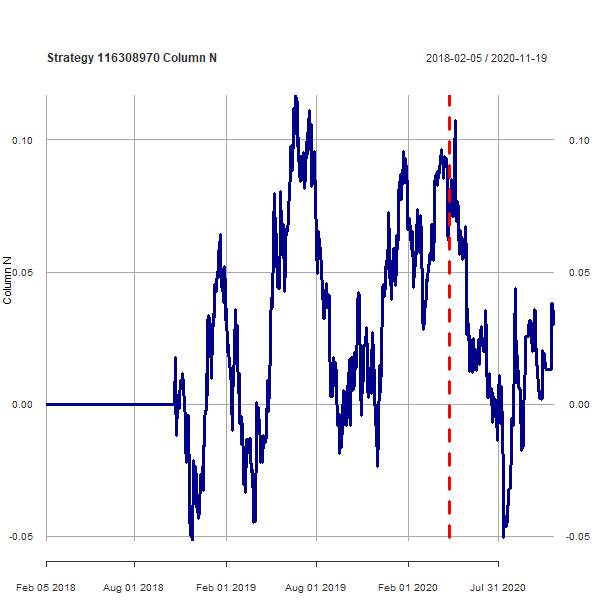 Strategy 116308970 Column N
2018-02-05 / 2020-11-19
0.10
0.10
0.05
0.05
Column N
0.00
0.00
-0.05
-0.05
Feb 05 2018
Aug 01 2018
Feb 01 2019
Aug 01 2019
Feb 01 2020
Jul 31 2020